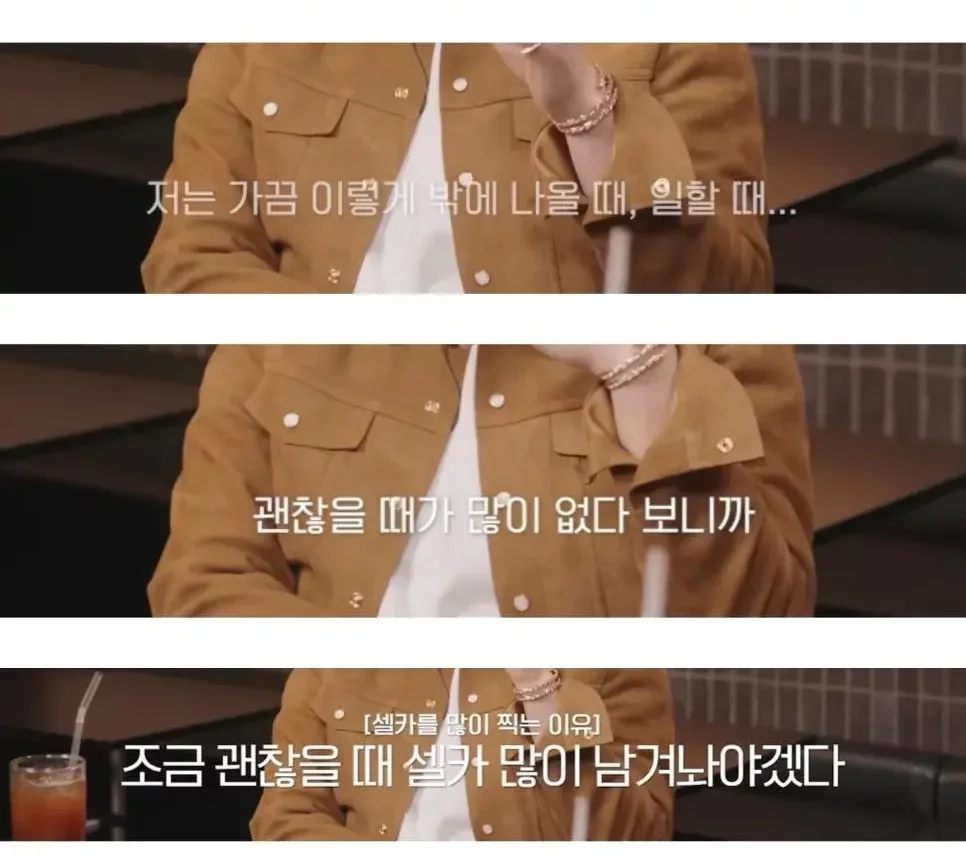 저는 가끔 이렇게 밖에 나올 때, 일할 때...
괜찮을 때가 많이 없다 보니까
[셀카를 많이 찍는 이유]
조금 괜찮을 때 셀카 많이 남겨놔야겠다